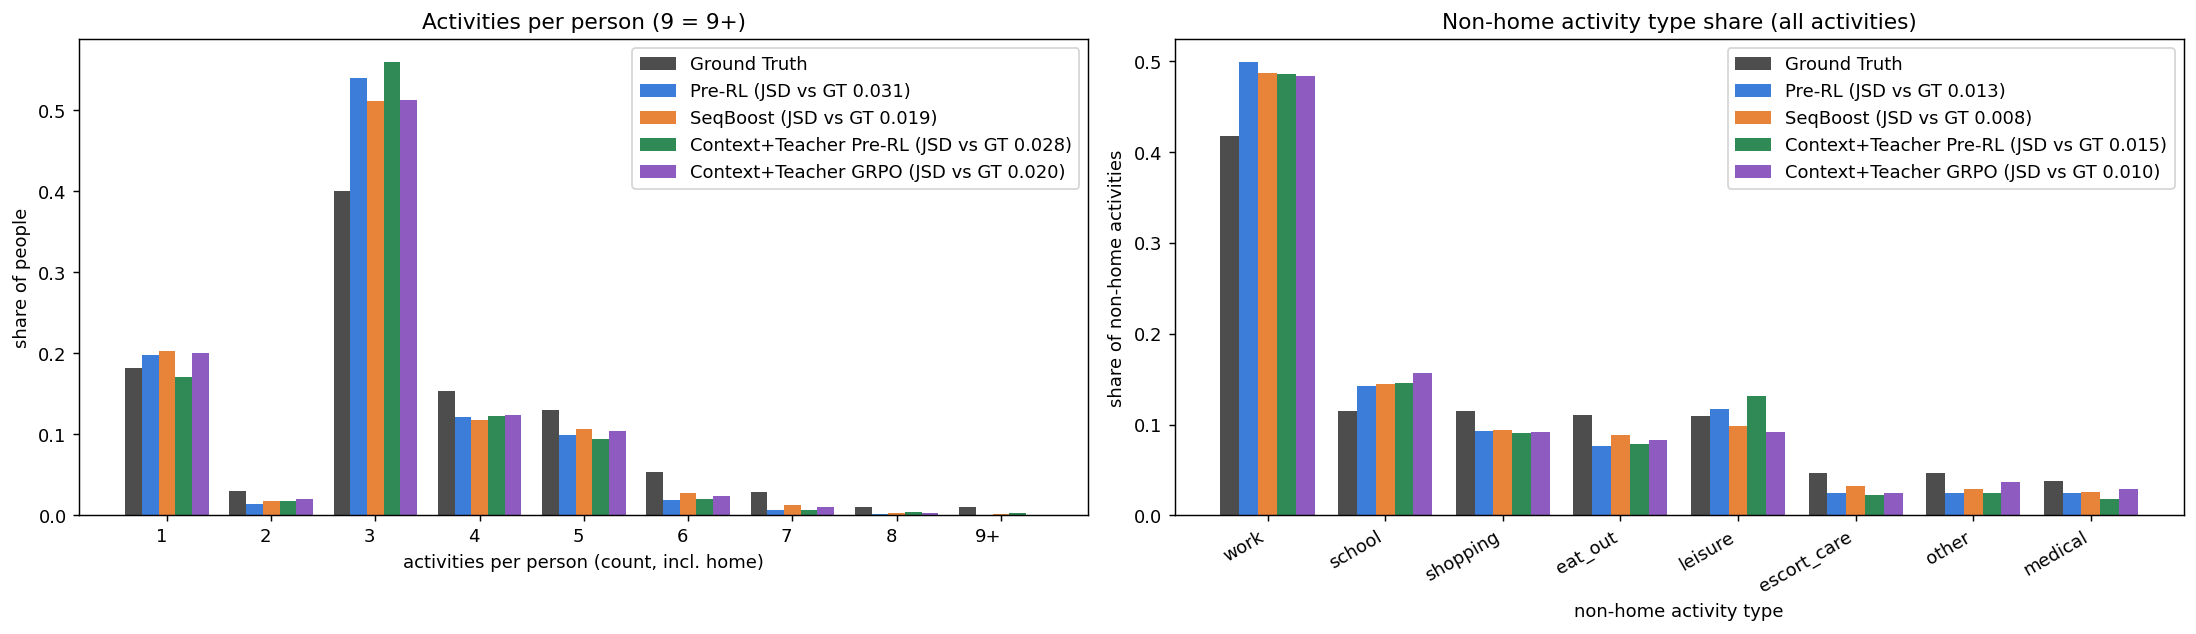 Activities per person (9 = 9+)
Ground Truth
Pre-RL (JSD vs GT 0.031)
SeqBoost (JSD vs GT 0.019)
Context+Teacher Pre-RL (JSD vs GT 0.028)
Context+Teacher GRPO (JSD vs GT 0.020)
share of people
0.5
0.4
0.3
0.2
0.1
0.0
1 2 3 4 5 6 7 8 9+
activities per person (count, incl. home)
Non-home activity type share (all activities)
Ground Truth
Pre-RL (JSD vs GT 0.013)
SeqBoost (JSD vs GT 0.008)
Context+Teacher Pre-RL (JSD vs GT 0.015)
Context+Teacher GRPO (JSD vs GT 0.010)
share of non-home activities
0.5
0.4
0.3
0.2
0.1
0.0
work school shopping eat_out leisure escort_care other medical
non-home activity type